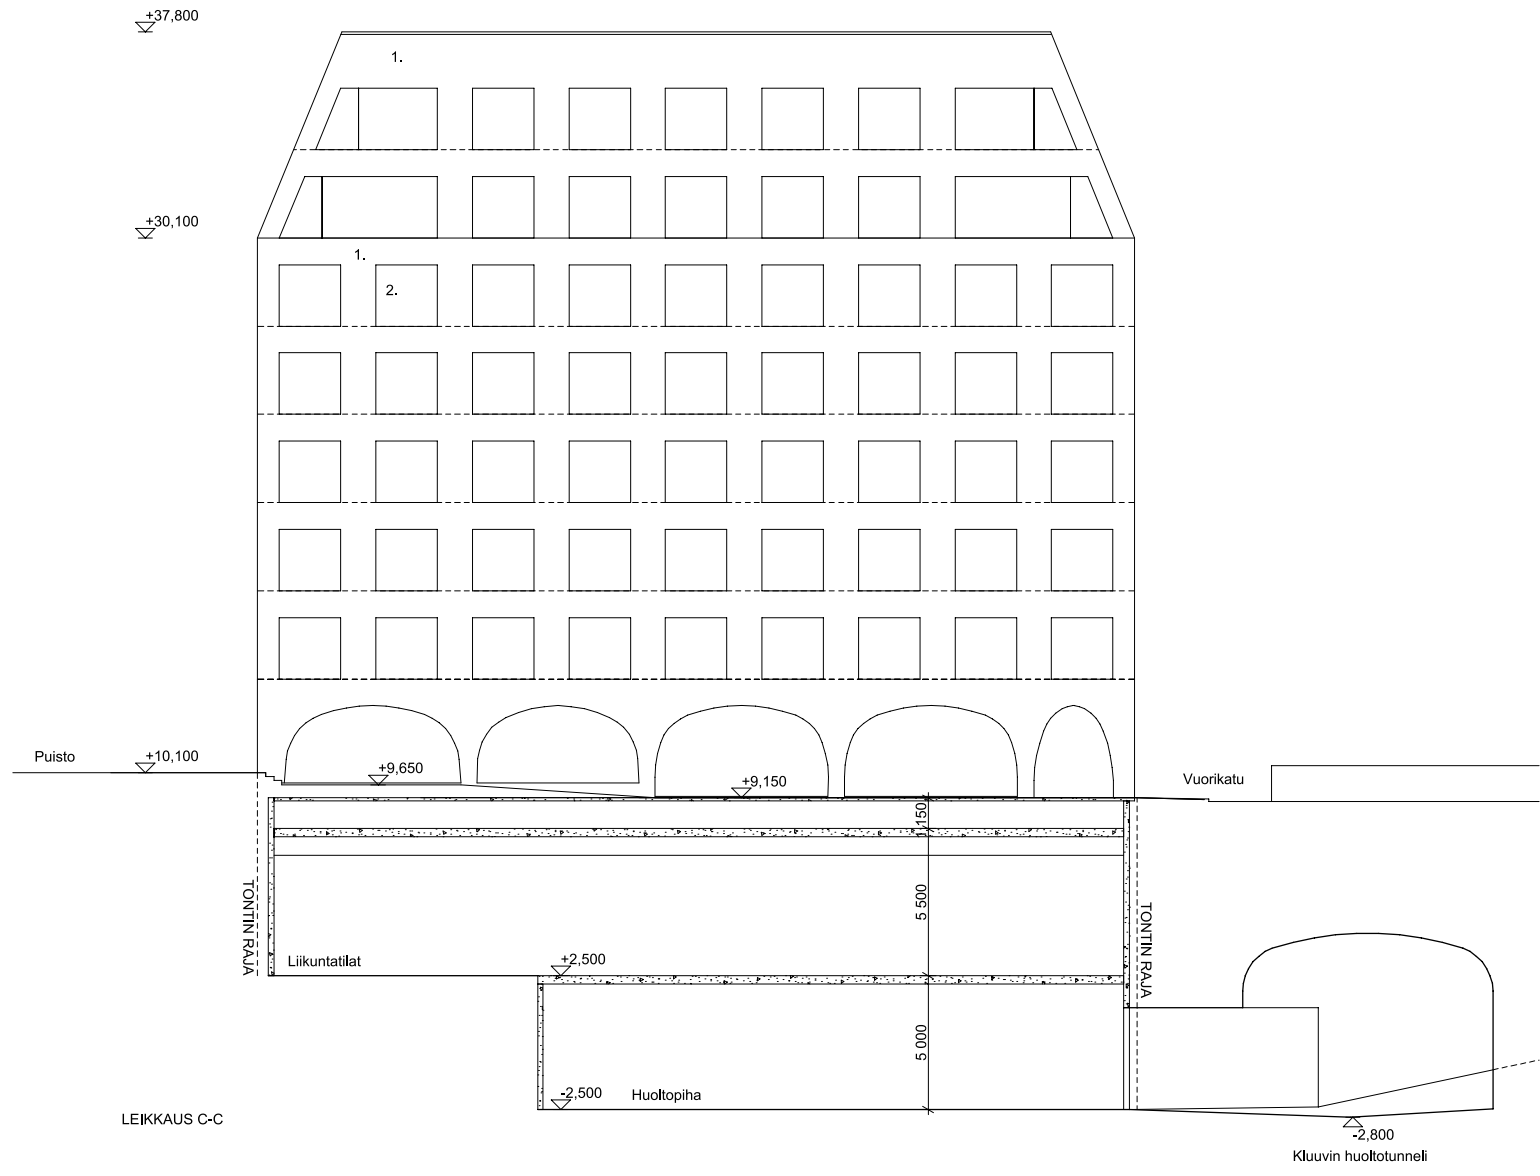 +37,800
1.
+30,100
1.
2.
Puisto
+10,100
+9,650
+9,150
Vuorikatu
1 150
5 500
TONTIN RAJA
TONTIN RAJA
Liikuntatilat
+2,500
5 000
-2,500
Huoltopiha
LEIKKAUS C-C
-2,800
Kluuvin huoltotunneli